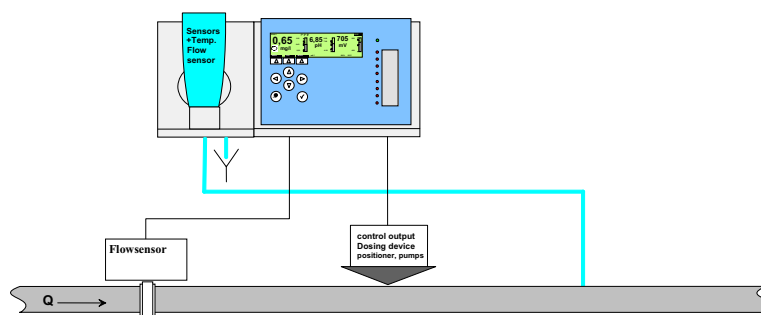 Sensors
+Temp.
Flow
sensor
0,65 6,85 705
mg/l pH mV
Flowsensor
control output
Dosing device
positioner, pumps
Q